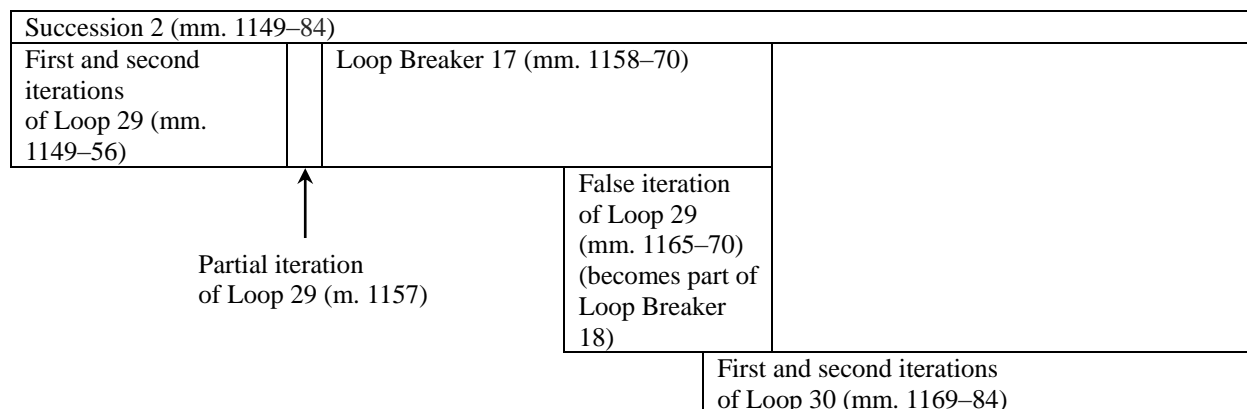 Succession 2 (mm. 1149–84)
First and second
iterations
of Loop 29 (mm.
1149–56)
Loop Breaker 17 (mm. 1158–70)
Partial iteration
of Loop 29 (m. 1157)
False iteration
of Loop 29
(mm. 1165–70)
(becomes part of
Loop Breaker
18)
First and second iterations
of Loop 30 (mm. 1169–84)